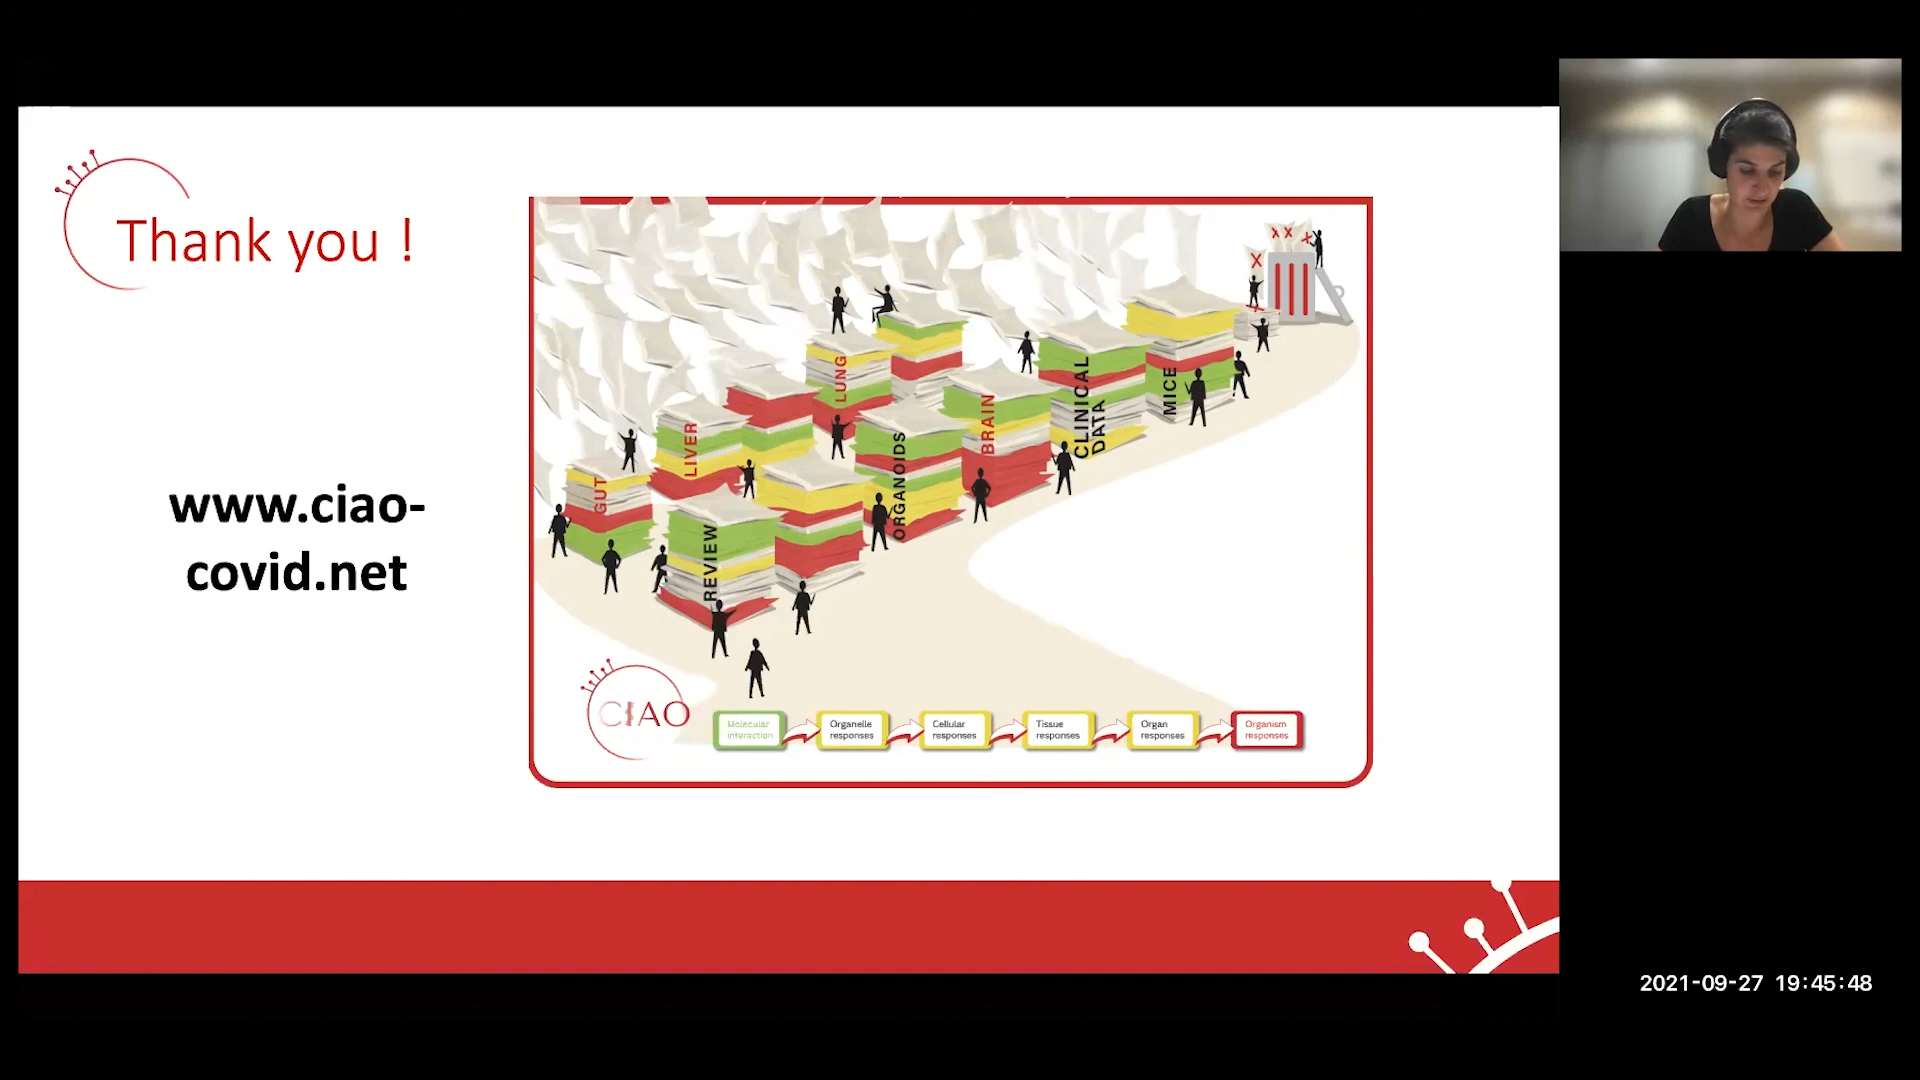 Thank you !
www.ciao-
covid.net
GUT
LIVER
LUNG
REVIEW
ORGANOIDS
BRAIN
CLINICAL
DATA
MICE
X X X
X
CIAO
Molecular
interaction
Organelle
responses
Cellular
responses
Tissue
responses
Organ
responses
Organism
responses
2021-09-27 19:45:48